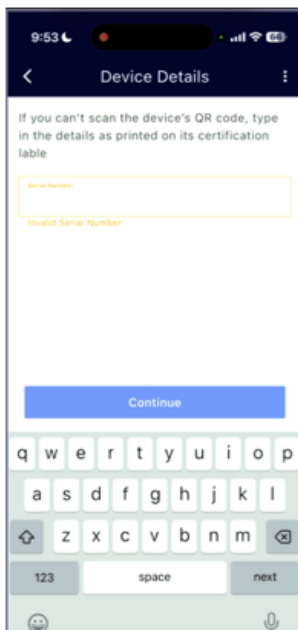 9:53
60
Device Details
If you can't scan the device's QR code, type
in the details as printed on its certification
lable
Serial Number
Invalid Serial Number
Continue
q w e r t y u i o p
a s d f g h j k l
z x c v b n m
123 space next